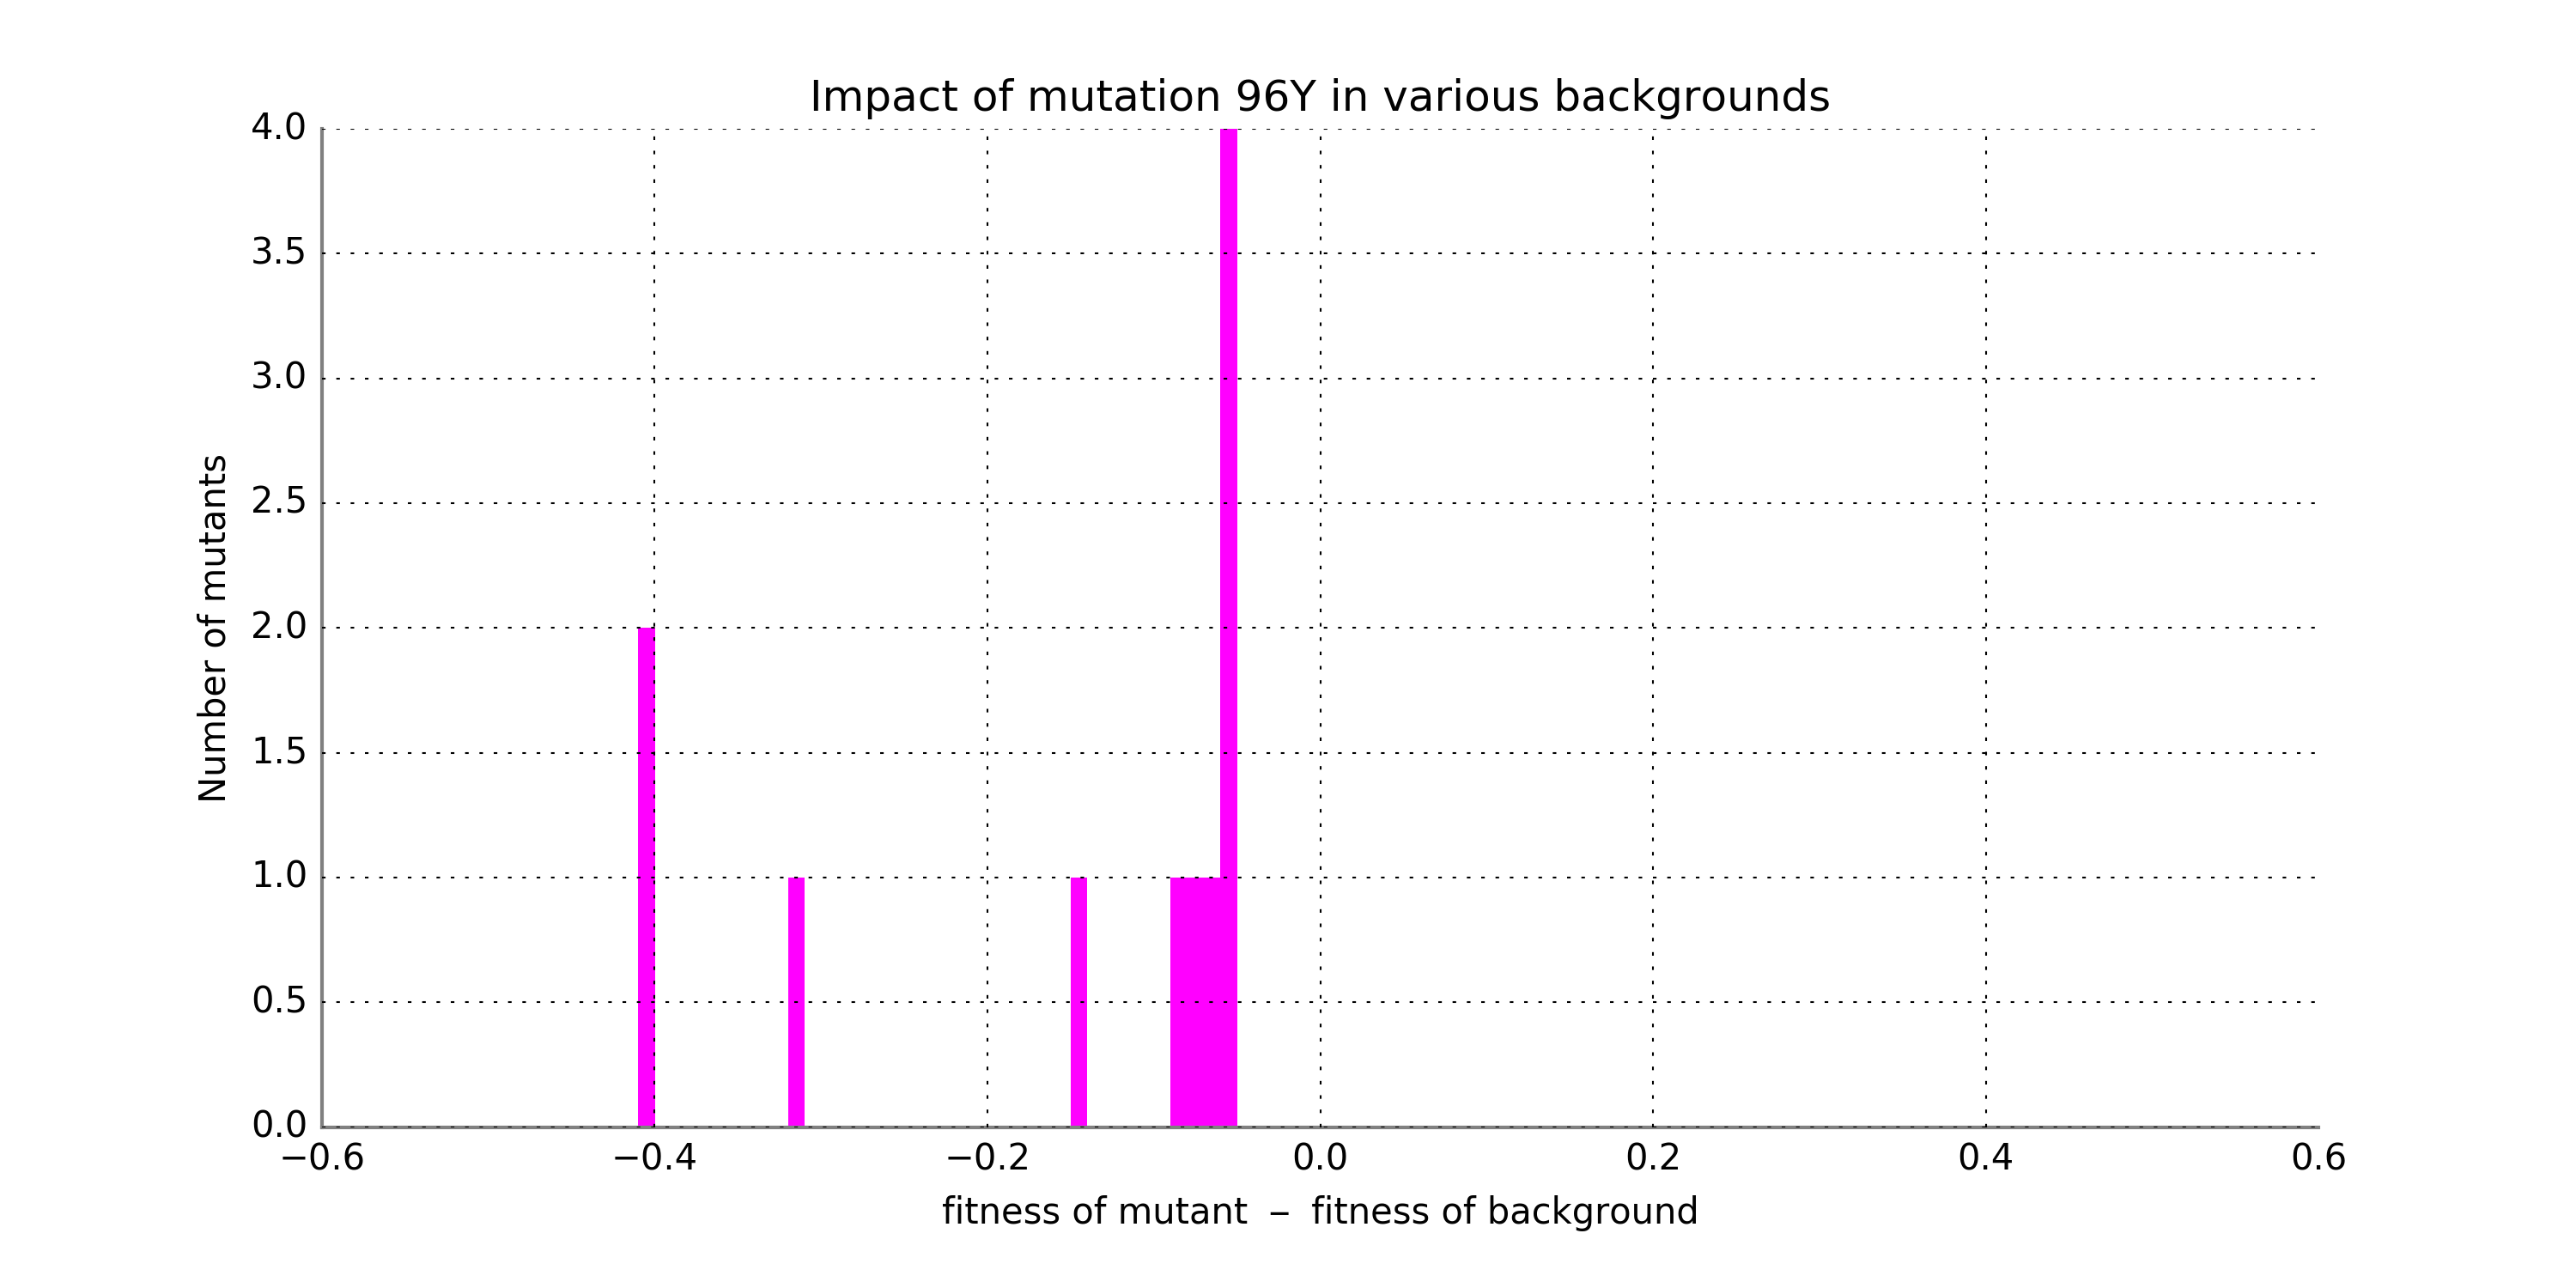 Impact of mutation 96Y in various backgrounds
4.0
3.5
3.0
2.5
2.0
1.5
1.0
0.5
0.0
Number of mutants
−0.6 −0.4 −0.2 0.0 0.2 0.4 0.6
fitness of mutant − fitness of background